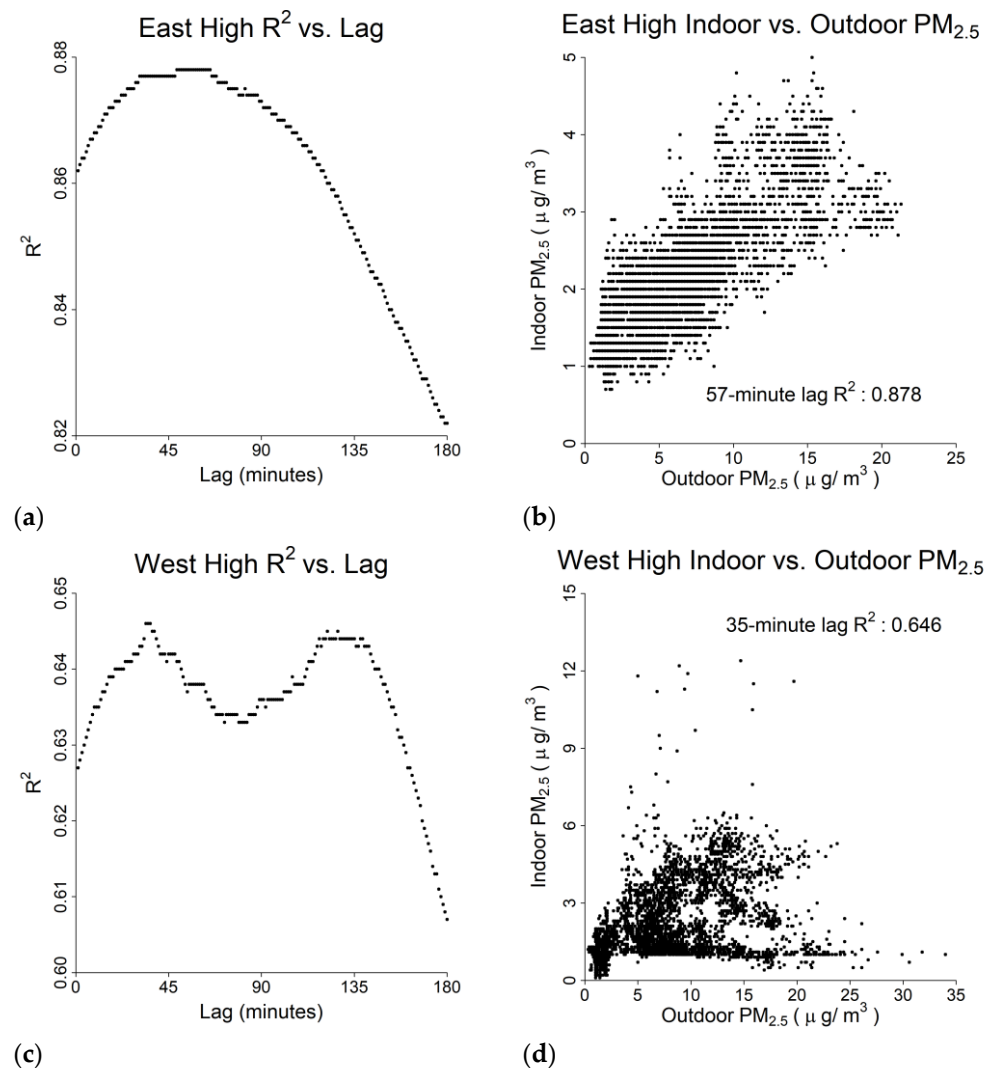 East High R² vs. Lag
0.88
0.86
0.84
0.82
R²
0 45 90 135 180
Lag (minutes)
(a)
East High Indoor vs. Outdoor PM₂.₅
5
4
3
2
1
0
Indoor PM₂.₅ ( μ g/ m³ )
57-minute lag R² : 0.878
0 5 10 15 20 25
Outdoor PM₂.₅ ( μ g/ m³ )
(b)
West High R² vs. Lag
0.65
0.64
0.63
0.62
0.61
0.60
R²
0 45 90 135 180
Lag (minutes)
(c)
West High Indoor vs. Outdoor PM₂.₅
15
12
9
6
3
0
Indoor PM₂.₅ ( μ g/ m³ )
35-minute lag R² : 0.646
0 5 10 15 20 25 30 35
Outdoor PM₂.₅ ( μ g/ m³ )
(d)